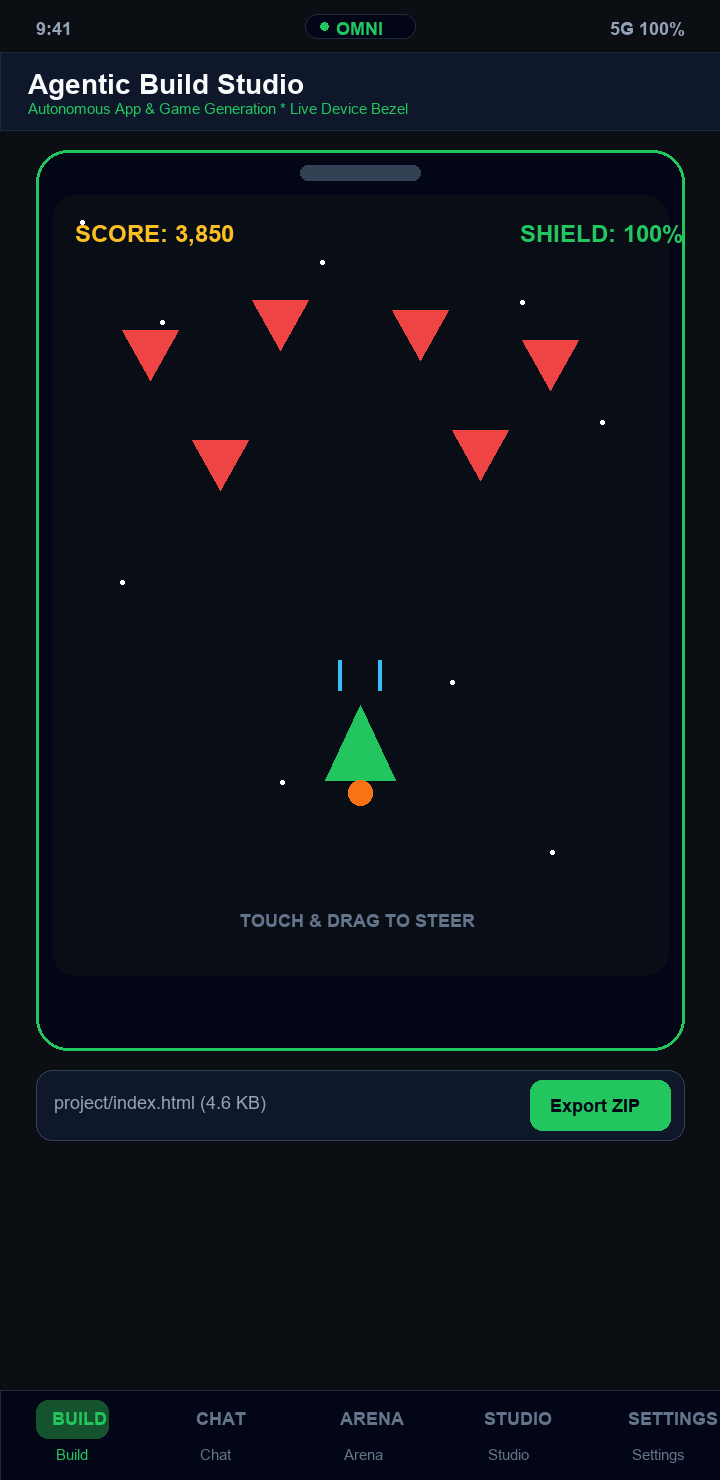 9:41 OMNI 5G 100%
Agentic Build Studio
Autonomous App & Game Generation * Live Device Bezel
SCORE: 3,850 SHIELD: 100%
TOUCH & DRAG TO STEER
project/index.html (4.6 KB) Export ZIP
BUILD CHAT ARENA STUDIO SETTINGS
Build Chat Arena Studio Settings